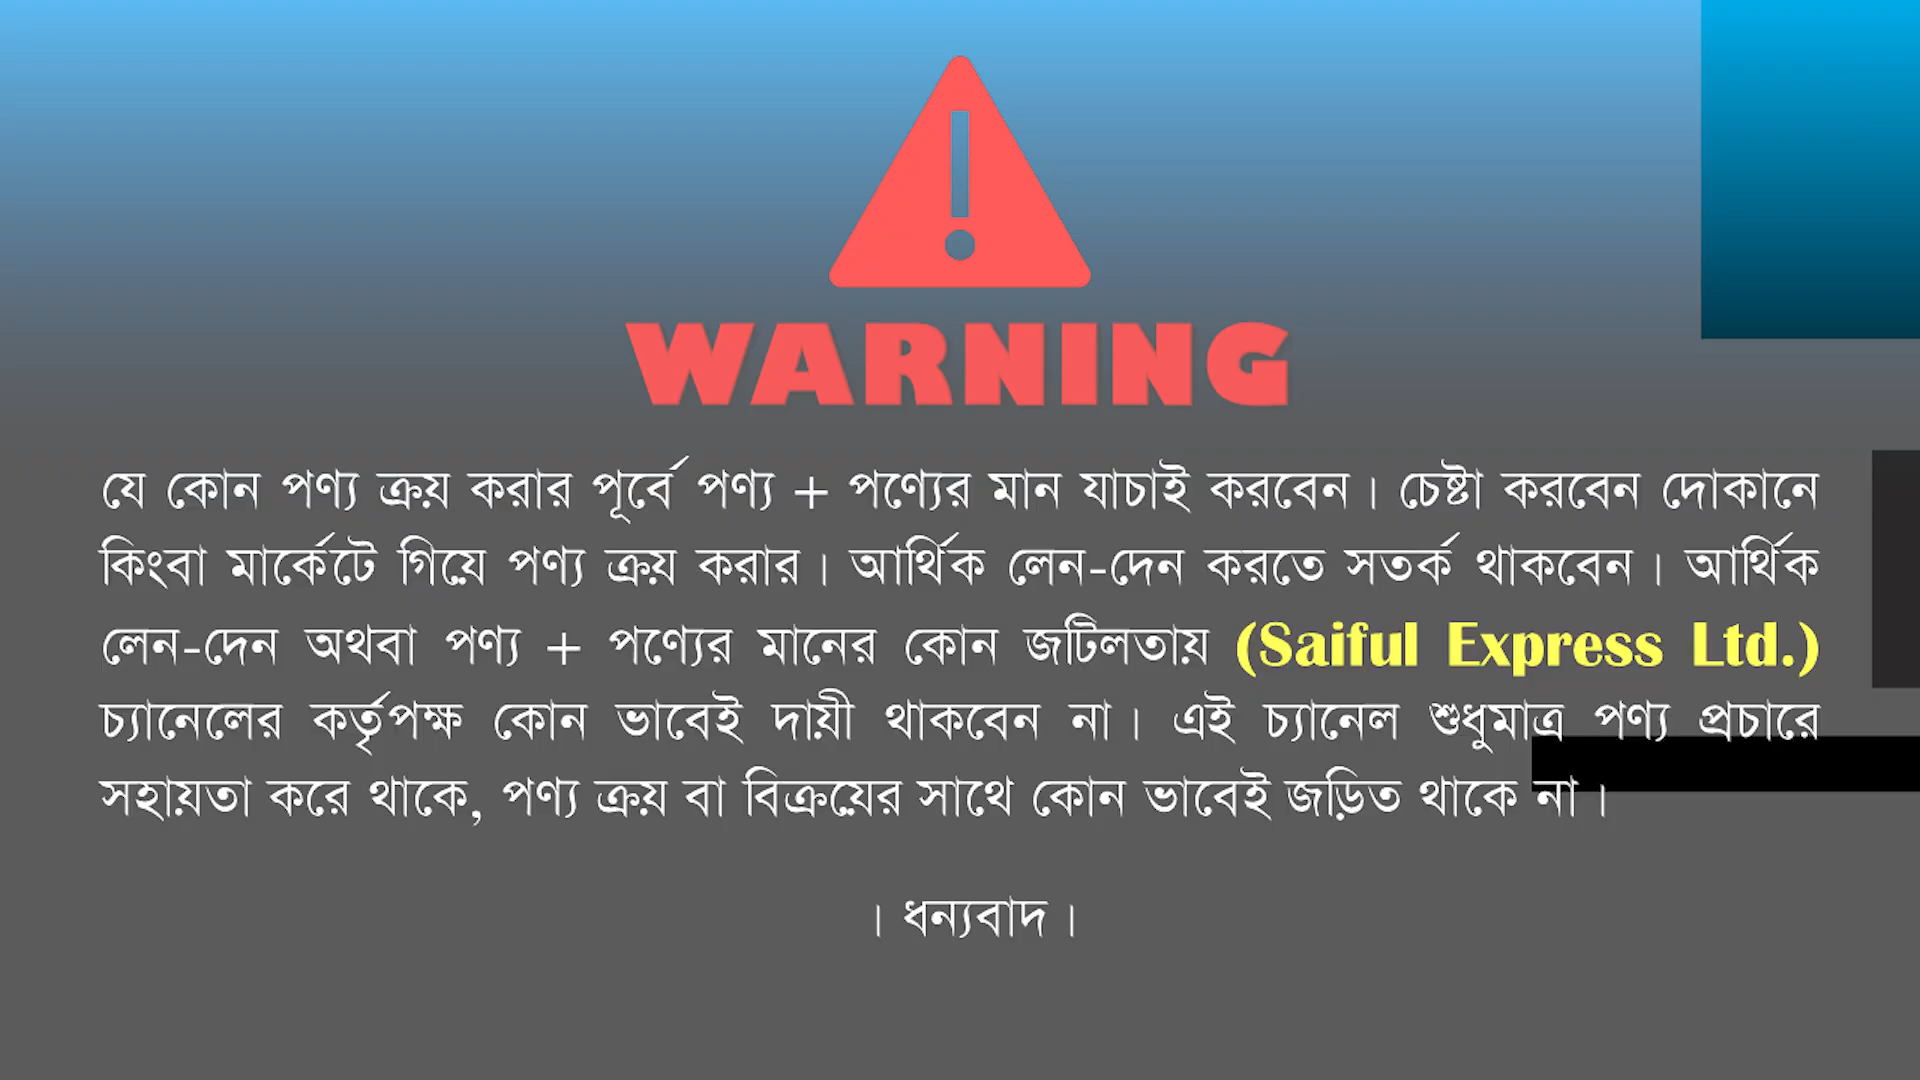 WARNING
যে কোন পণ্য ক্রয় করার পূর্বে পণ্য + পণ্যের মান যাচাই করবেন। চেষ্টা করবেন দোকানে
কিংবা মার্কেটে গিয়ে পণ্য ক্রয় করার। আর্থিক লেন-দেন করতে সতর্ক থাকবেন। আর্থিক
লেন-দেন অথবা পণ্য + পণ্যের মানের কোন জটিলতায় (Saiful Express Ltd.)
চ্যানেলের কর্তৃপক্ষ কোন ভাবেই দায়ী থাকবেন না। এই চ্যানেল শুধুমাত্র পণ্য প্রচারে
সহায়তা করে থাকে, পণ্য ক্রয় বা বিক্রয়ের সাথে কোন ভাবেই জড়িত থাকে না।
। ধন্যবাদ।